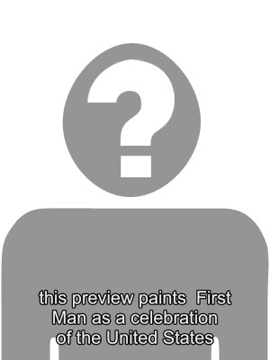 ?
this preview paints  First
Man as a celebration
of the United States